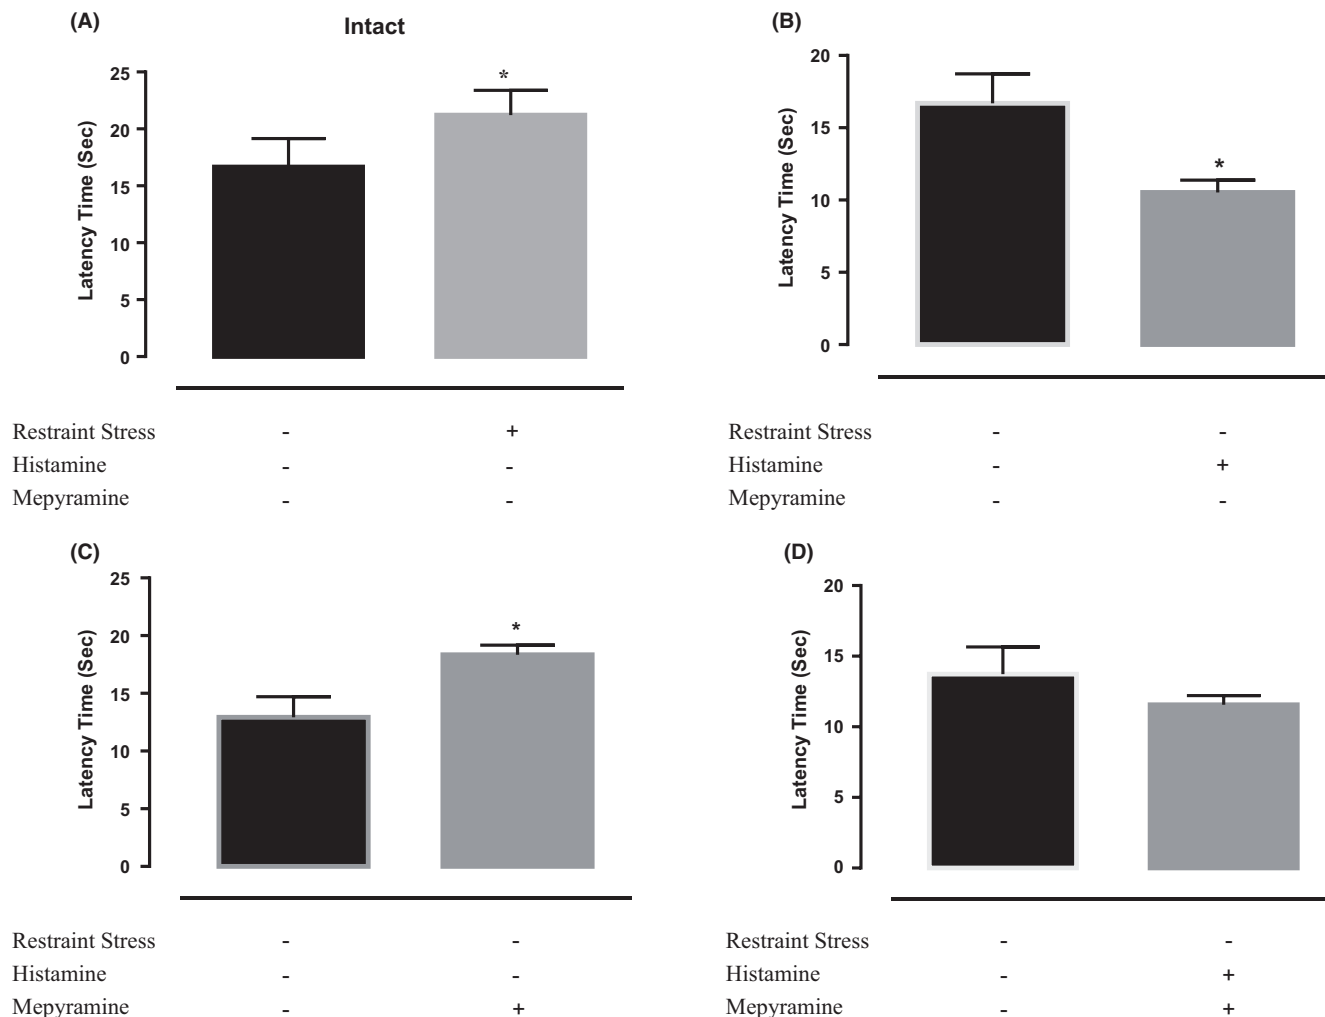 (A)
Intact
*
25
20
15
10
5
0
Latency Time (Sec)
Restraint Stress - +
Histamine - -
Mepyramine - -
(B)
*
20
15
10
5
0
Latency Time (Sec)
Restraint Stress - -
Histamine - +
Mepyramine - -
(C)
*
25
20
15
10
5
0
Latency Time (Sec)
Restraint Stress - -
Histamine - -
Mepyramine - +
(D)
20
15
10
5
0
Latency Time (Sec)
Restraint Stress - -
Histamine - +
Mepyramine - +